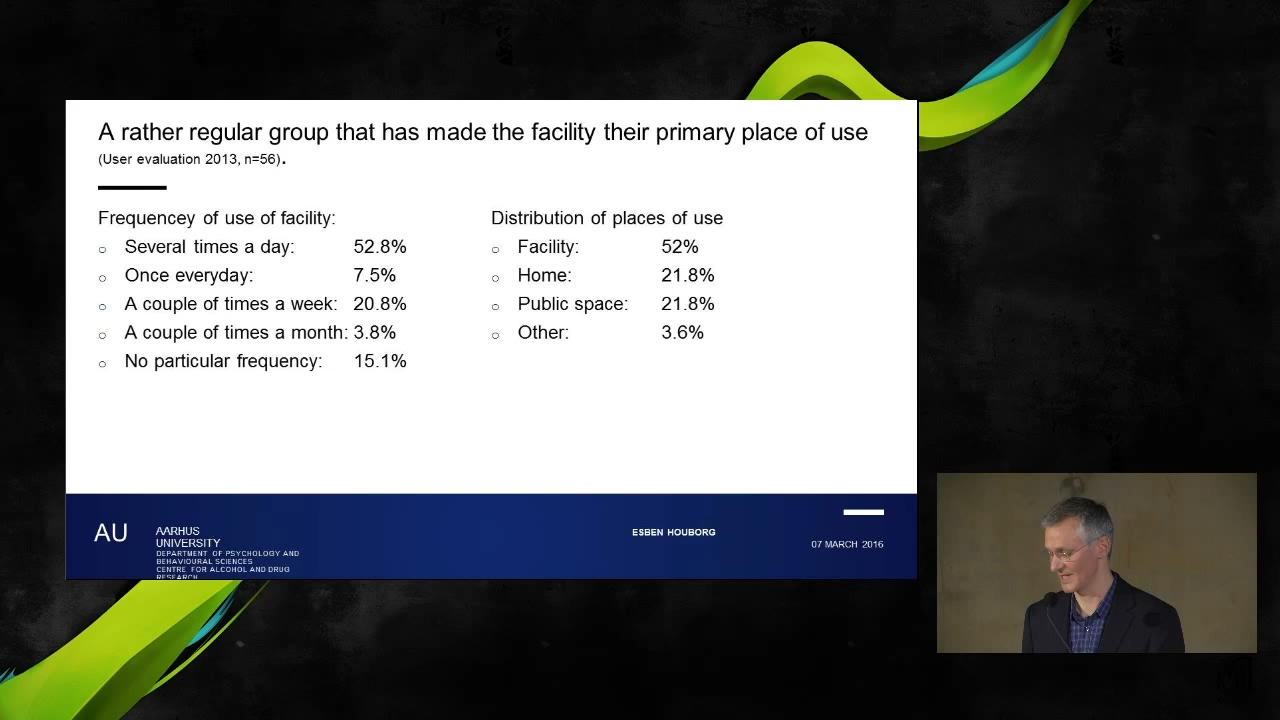 A rather regular group that has made the facility their primary place of use
(User evaluation 2013, n=56).
Frequencey of use of facility:
Several times a day: 52.8%
Once everyday: 7.5%
A couple of times a week: 20.8%
A couple of times a month: 3.8%
No particular frequency: 15.1%
Distribution of places of use
Facility: 52%
Home: 21.8%
Public space: 21.8%
Other: 3.6%
AU
AARHUS
UNIVERSITY
DEPARTMENT OF PSYCHOLOGY AND
BEHAVIOURAL SCIENCES
CENTRE FOR ALCOHOL AND DRUG
RESEARCH
ESBEN HOUBORG
07 MARCH 2016